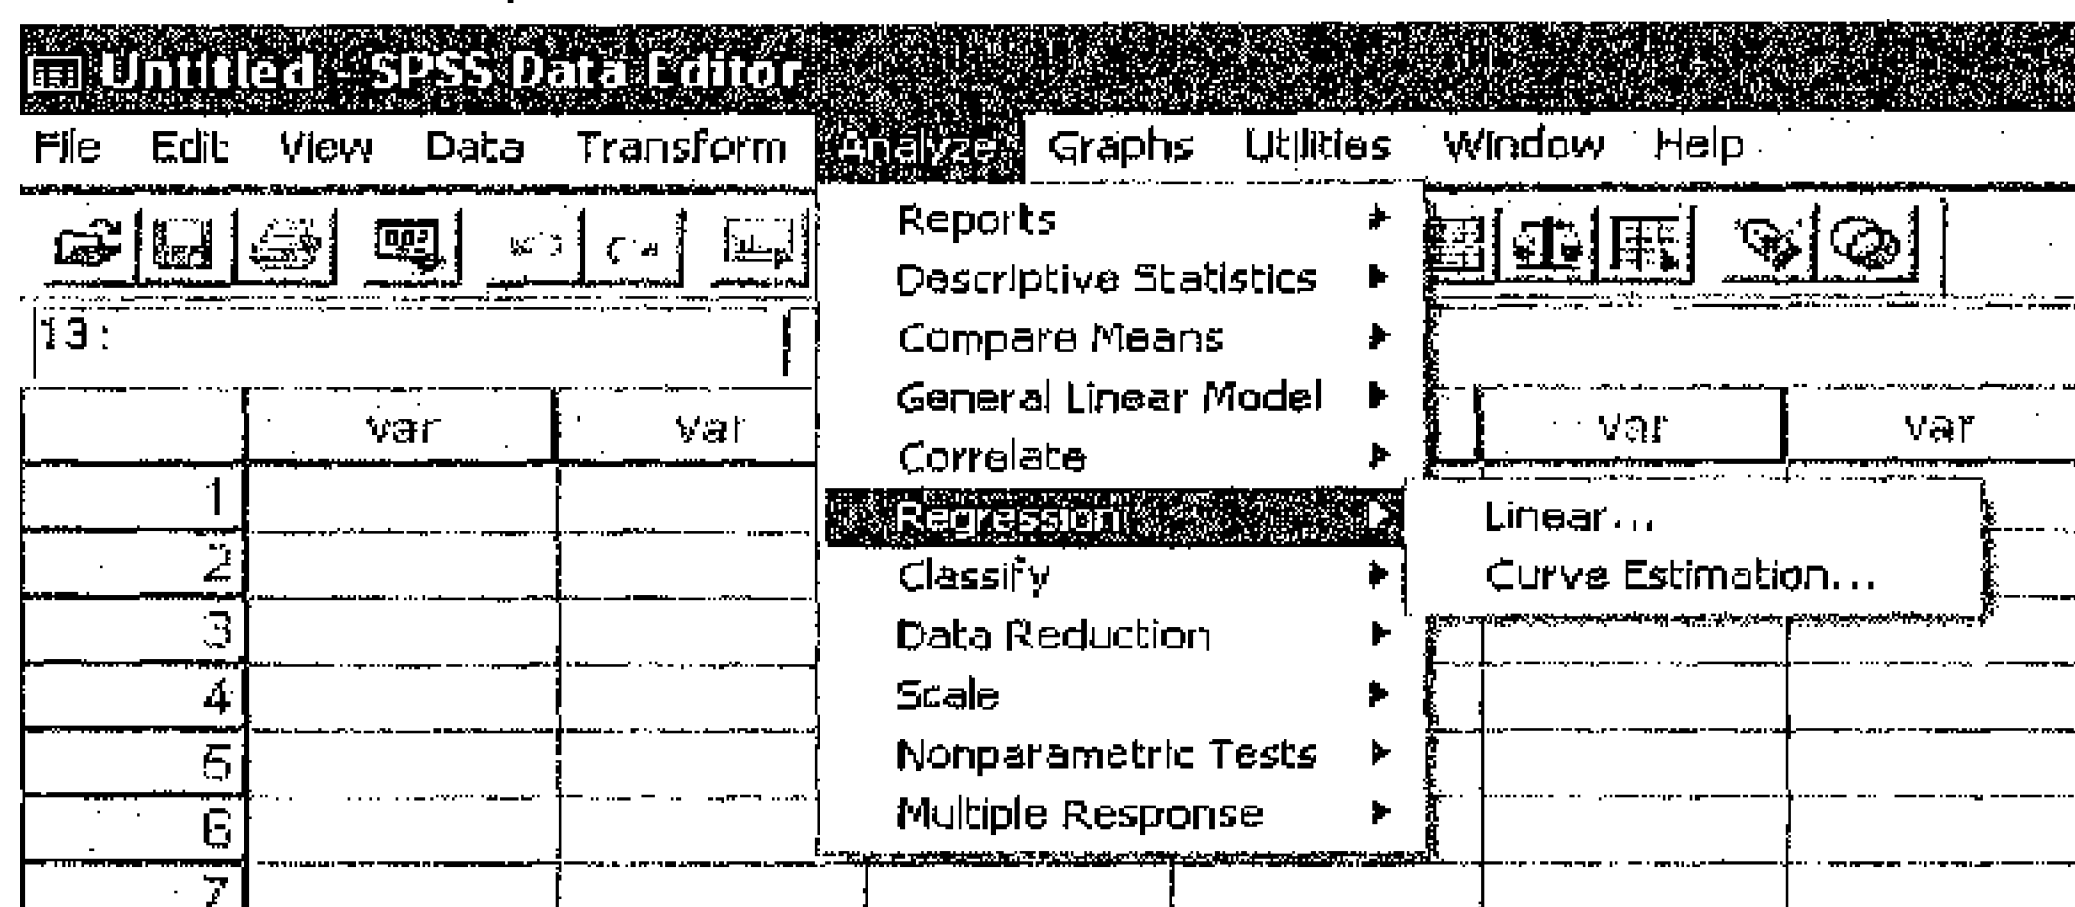 Untitled - SPSS Data Editor
File Edit View Data Transform Analyze Graphs Utilities Window Help
13:
Reports
Descriptive Statistics
Compare Means
General Linear Model
Correlate
Regression
Classify
Data Reduction
Scale
Nonparametric Tests
Multiple Response
Linear...
Curve Estimation...
var var var var
1
2
3
4
5
6
7